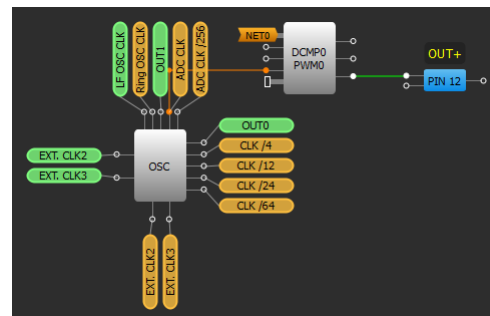 LF OSC CLK
Ring OSC CLK
OUT1
ADC CLK
ADC CLK /256
NET0
DCMP0
PWM0
OUT+
PIN 12
OSC
EXT. CLK2
EXT. CLK3
OUT0
CLK /4
CLK /12
CLK /24
CLK /64
EXT. CLK2
EXT. CLK3